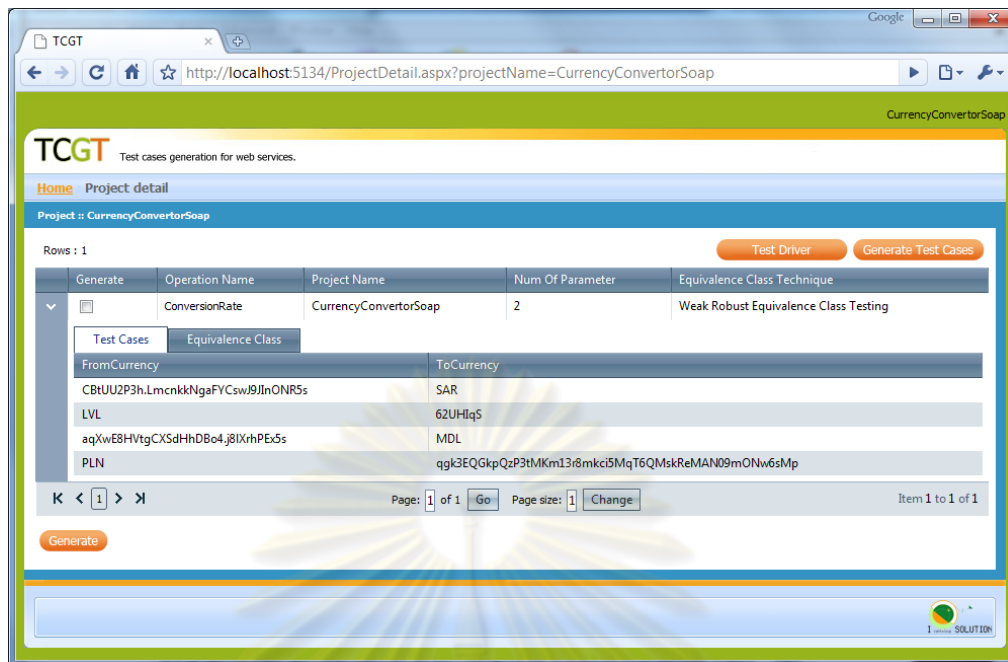 Google
TCGT
http://localhost:5134/ProjectDetail.aspx?projectName=CurrencyConvertorSoap
CurrencyConvertorSoap
TCGT Test cases generation for web services.
Home Project detail
Project :: CurrencyConvertorSoap
Rows : 1 Test Driver Generate Test Cases
Generate Operation Name Project Name Num Of Parameter Equivalence Class Technique
ConversionRate CurrencyConvertorSoap 2 Weak Robust Equivalence Class Testing
Test Cases Equivalence Class
FromCurrency ToCurrency
CBtUU2P3h.LmcnkkNgaFYCswJ9JInONR5s SAR
LVL 62UHIqS
aqXwE8HVtgCXSdHhDBo4.j8IXrhPEx5s MDL
PLN qgk3EQGkpQzP3tMKm13r8mkci5MqT6QMskReMAN09mONw6sMp
1 Page: 1 of 1 Go Page size: 1 Change Item 1 to 1 of 1
Generate
SOLUTION